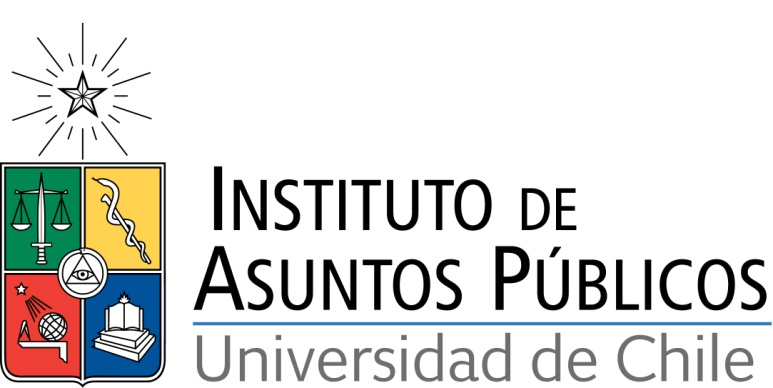 INSTITUTO DE
ASUNTOS PÚBLICOS
Universidad de Chile